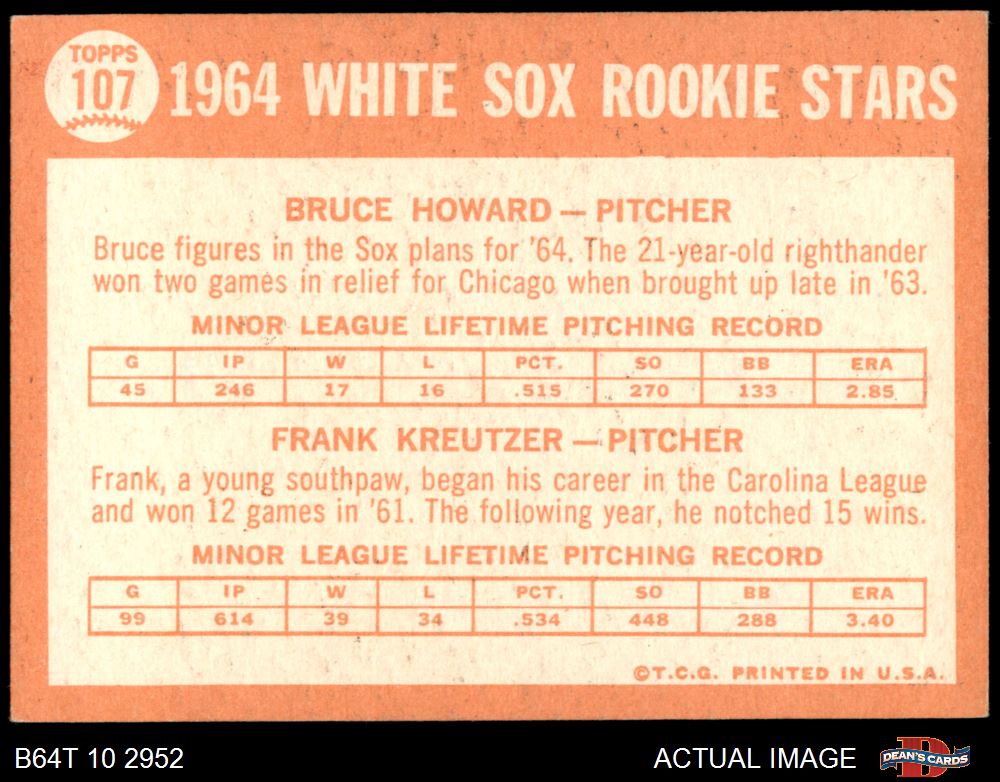 TOPPS
107
1964 WHITE SOX ROOKIE STARS
BRUCE HOWARD — PITCHER
Bruce figures in the Sox plans for '64. The 21-year-old righthander
won two games in relief for Chicago when brought up late in '63.
MINOR LEAGUE LIFETIME PITCHING RECORD
G IP W L PCT. SO BB ERA
45 246 17 16 .515 270 133 2.85
FRANK KREUTZER — PITCHER
Frank, a young southpaw, began his career in the Carolina League
and won 12 games in '61. The following year, he notched 15 wins.
MINOR LEAGUE LIFETIME PITCHING RECORD
G IP W L PCT. SO BB ERA
99 614 39 34 .534 448 288 3.40
©T.C.G. PRINTED IN U.S.A.
B64T 10 2952 ACTUAL IMAGE
D
DEAN'S CARDS